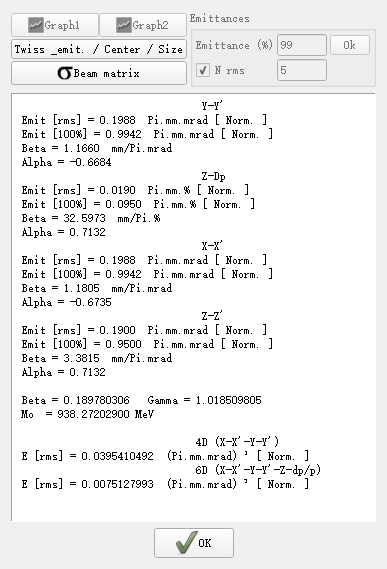 Graph1
Graph2
Emittances
Twiss _emit. / Center / Size
Emittance (%) 99 Ok
σ Beam matrix
N rms 5
Y-Y'
Emit [rms] = 0.1988 Pi.mm.mrad [ Norm. ]
Emit [100%] = 0.9942 Pi.mm.mrad [ Norm. ]
Beta = 1.1660 mm/Pi.mrad
Alpha = -0.6684
Z-Dp
Emit [rms] = 0.0190 Pi.mm.% [ Norm. ]
Emit [100%] = 0.0950 Pi.mm.% [ Norm. ]
Beta = 32.5973 mm/Pi.%
Alpha = 0.7132
X-X'
Emit [rms] = 0.1988 Pi.mm.mrad [ Norm. ]
Emit [100%] = 0.9942 Pi.mm.mrad [ Norm. ]
Beta = 1.1805 mm/Pi.mrad
Alpha = -0.6735
Z-Z'
Emit [rms] = 0.1900 Pi.mm.mrad [ Norm. ]
Emit [100%] = 0.9500 Pi.mm.mrad [ Norm. ]
Beta = 3.3815 mm/Pi.mrad
Alpha = 0.7132
Beta = 0.189780306 Gamma = 1.018509805
Mo = 938.27202900 MeV
4D (X-X'-Y-Y')
E [rms] = 0.0395410492 (Pi.mm.mrad) ² [ Norm. ]
6D (X-X'-Y-Y'-Z-dp/p)
E [rms] = 0.0075127993 (Pi.mm.mrad) ³ [ Norm. ]
OK